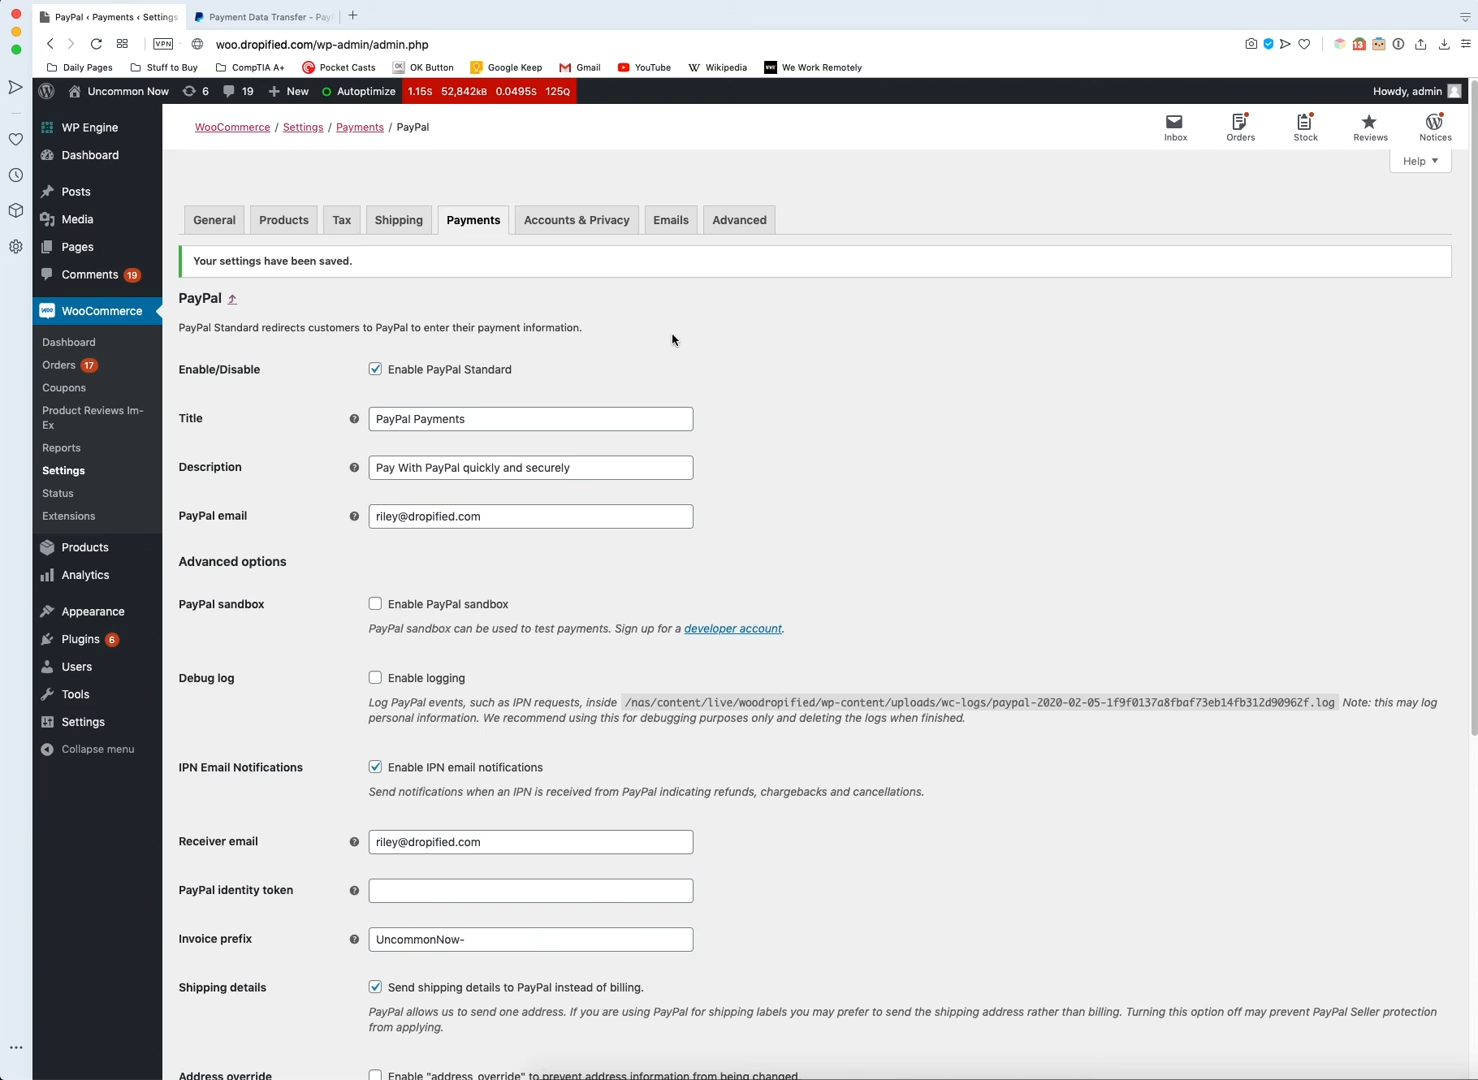 PayPal ‹ Payments ‹ Settings
Payment Data Transfer - Pay
VPN
woo.dropified.com/wp-admin/admin.php
13
Daily Pages
Stuff to Buy
CompTIA A+
Pocket Casts
OK Button
Google Keep
Gmail
YouTube
Wikipedia
We Work Remotely
Uncommon Now
6
19
New
Autoptimize
1.15s 52,842kB 0.0495s 125Q
Howdy, admin
WP Engine
Dashboard
Posts
Media
Pages
Comments 19
WooCommerce
Dashboard
Orders 17
Coupons
Product Reviews Im-
Ex
Reports
Settings
Status
Extensions
Products
Analytics
Appearance
Plugins 6
Users
Tools
Settings
Collapse menu
WooCommerce / Settings / Payments / PayPal
Inbox
Orders
Stock
Reviews
Notices
Help
General
Products
Tax
Shipping
Payments
Accounts & Privacy
Emails
Advanced
Your settings have been saved.
PayPal
PayPal Standard redirects customers to PayPal to enter their payment information.
Enable/Disable
Enable PayPal Standard
Title
PayPal Payments
Description
Pay With PayPal quickly and securely
PayPal email
riley@dropified.com
Advanced options
PayPal sandbox
Enable PayPal sandbox
PayPal sandbox can be used to test payments. Sign up for a developer account.
Debug log
Enable logging
Log PayPal events, such as IPN requests, inside /nas/content/live/woodropified/wp-content/uploads/wc-logs/paypal-2020-02-05-1f9f0137a8fbaf73eb14fb312d90962f.log Note: this may log
personal information. We recommend using this for debugging purposes only and deleting the logs when finished.
IPN Email Notifications
Enable IPN email notifications
Send notifications when an IPN is received from PayPal indicating refunds, chargebacks and cancellations.
Receiver email
riley@dropified.com
PayPal identity token
Invoice prefix
UncommonNow-
Shipping details
Send shipping details to PayPal instead of billing.
PayPal allows us to send one address. If you are using PayPal for shipping labels you may prefer to send the shipping address rather than billing. Turning this option off may prevent PayPal Seller protection
from applying.
Address override
Enable "address_override" to prevent address information from being changed.